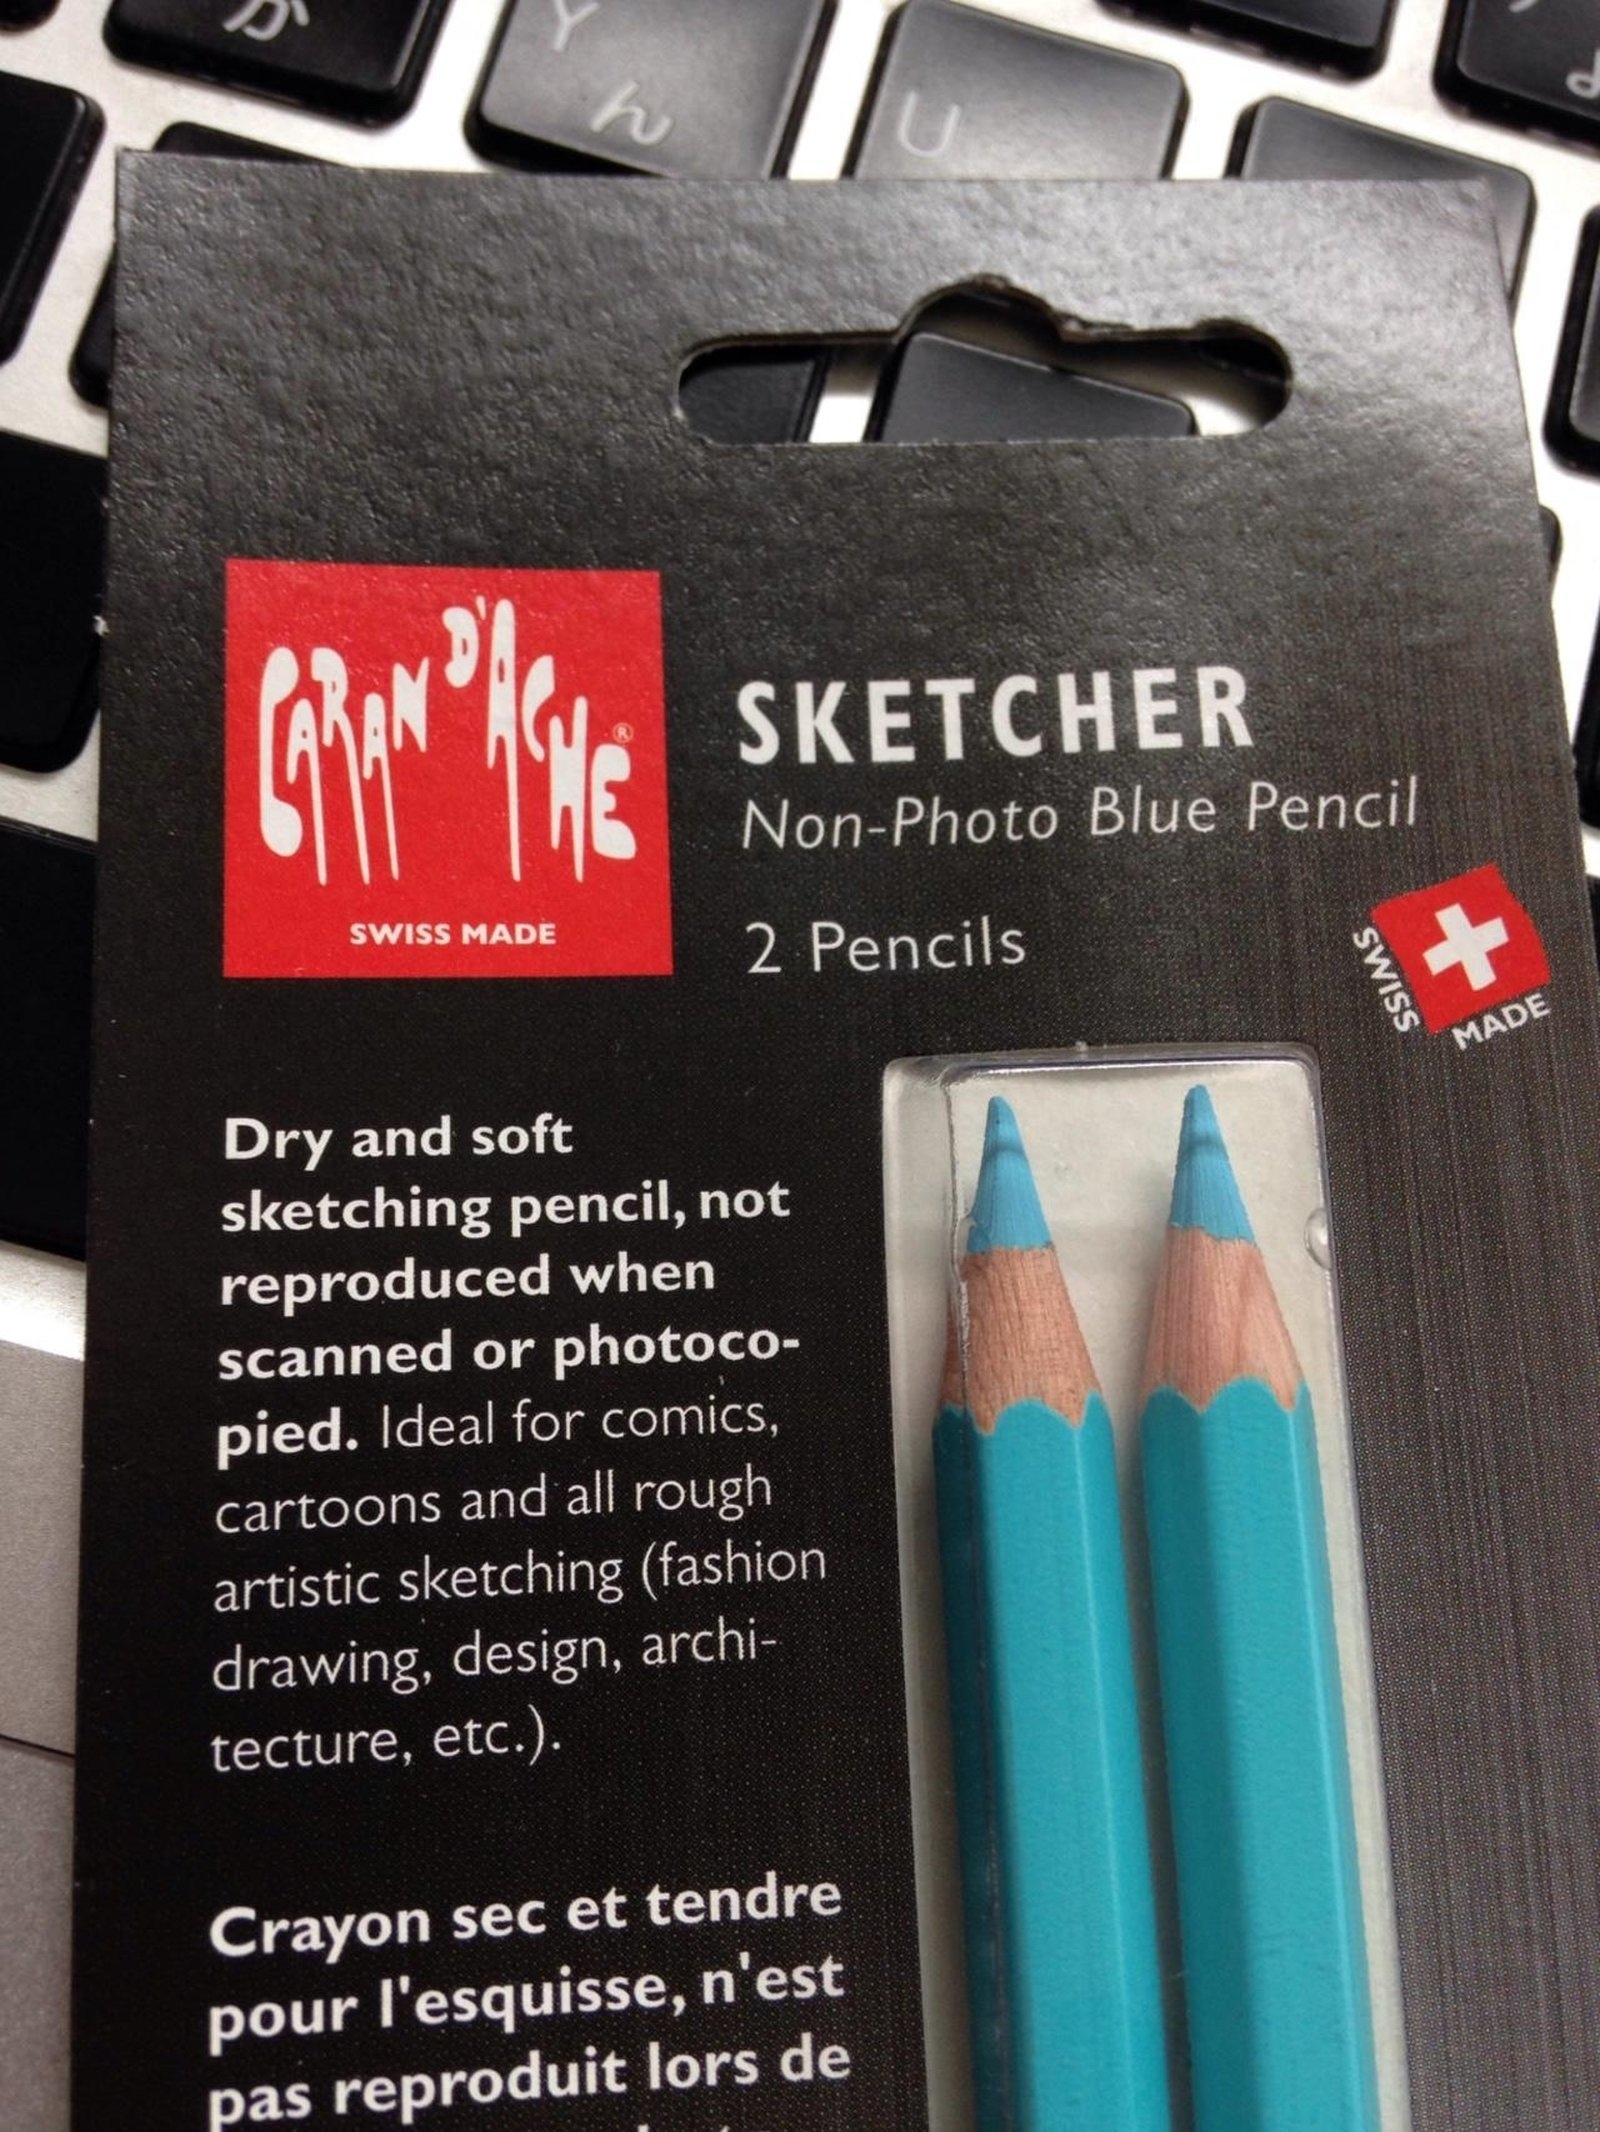 か
Y
ん
U
CARAN D'ACHE®
SWISS MADE
SKETCHER
Non-Photo Blue Pencil
2 Pencils
SWISS MADE
Dry and soft
sketching pencil, not
reproduced when
scanned or photoco-
pied. Ideal for comics,
cartoons and all rough
artistic sketching (fashion
drawing, design, archi-
tecture, etc.).
Crayon sec et tendre
pour l'esquisse, n'est
pas reproduit lors de